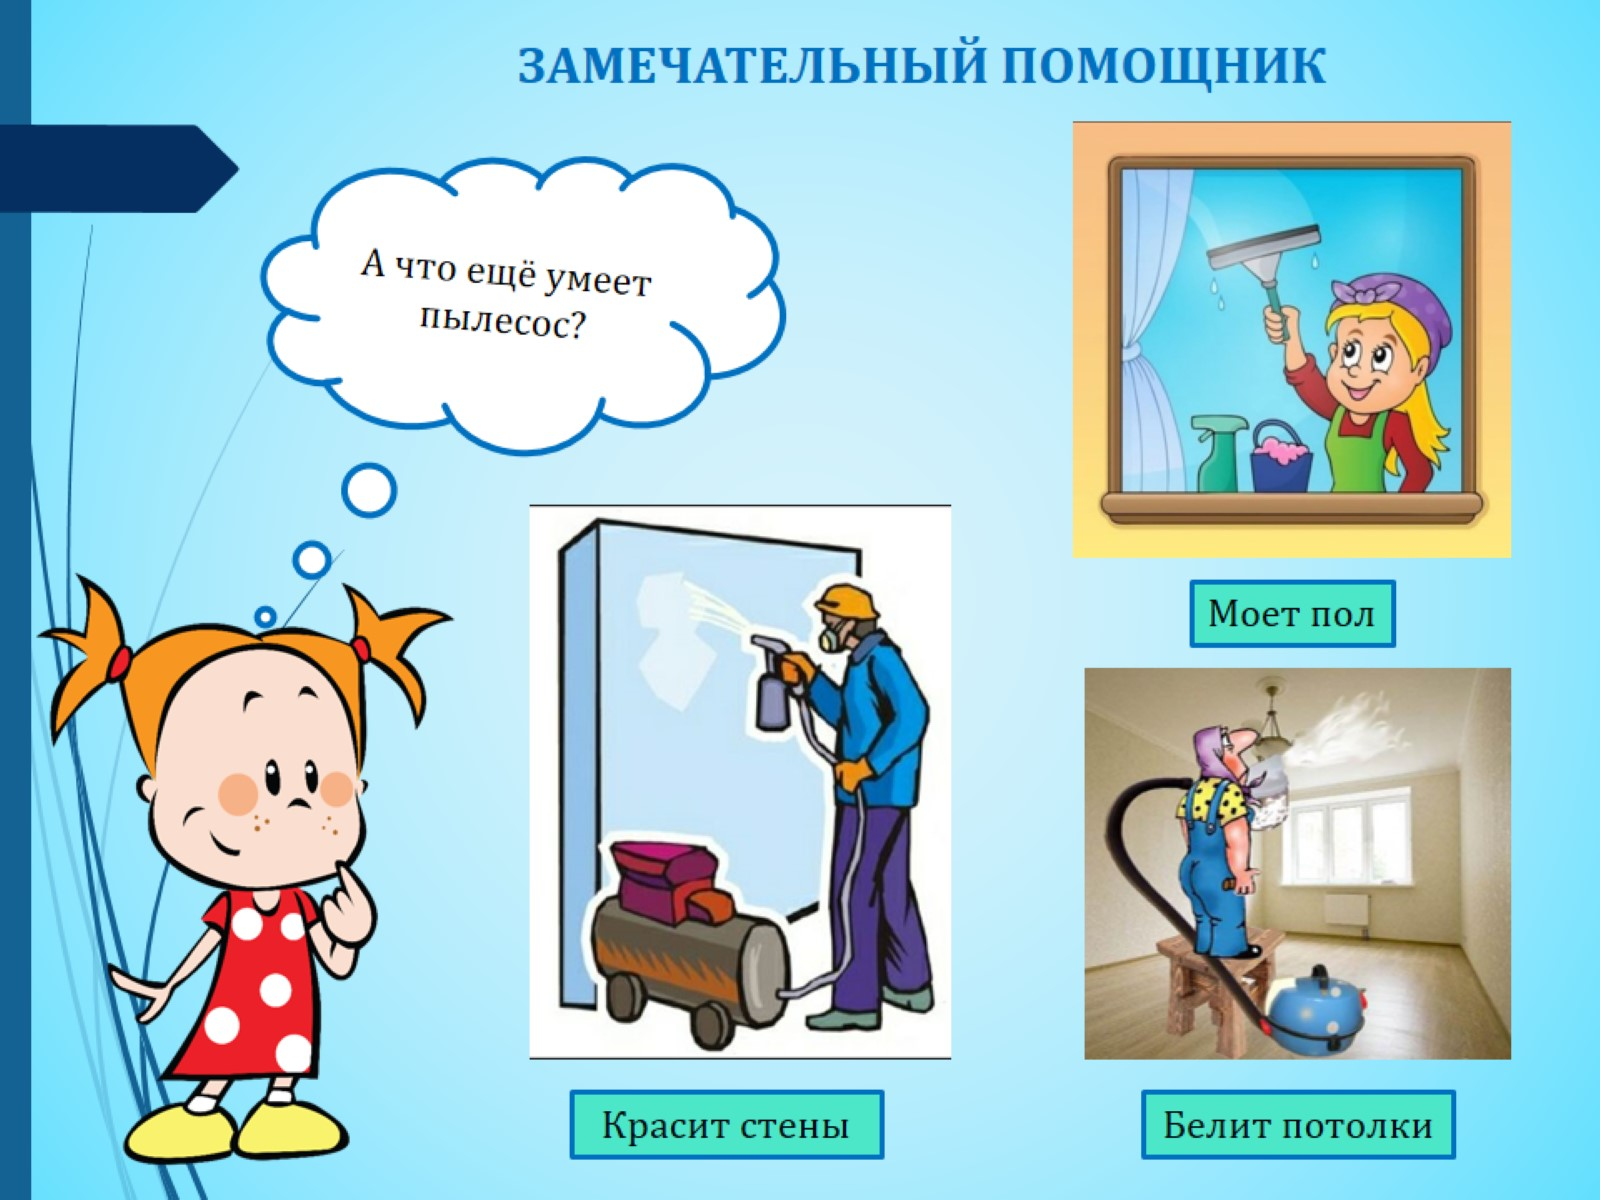 ЗАМЕЧАТЕЛЬНЫЙ ПОМОЩНИК
А что ещё умеет
пылесос?
Моет пол
Красит стены
Белит потолки